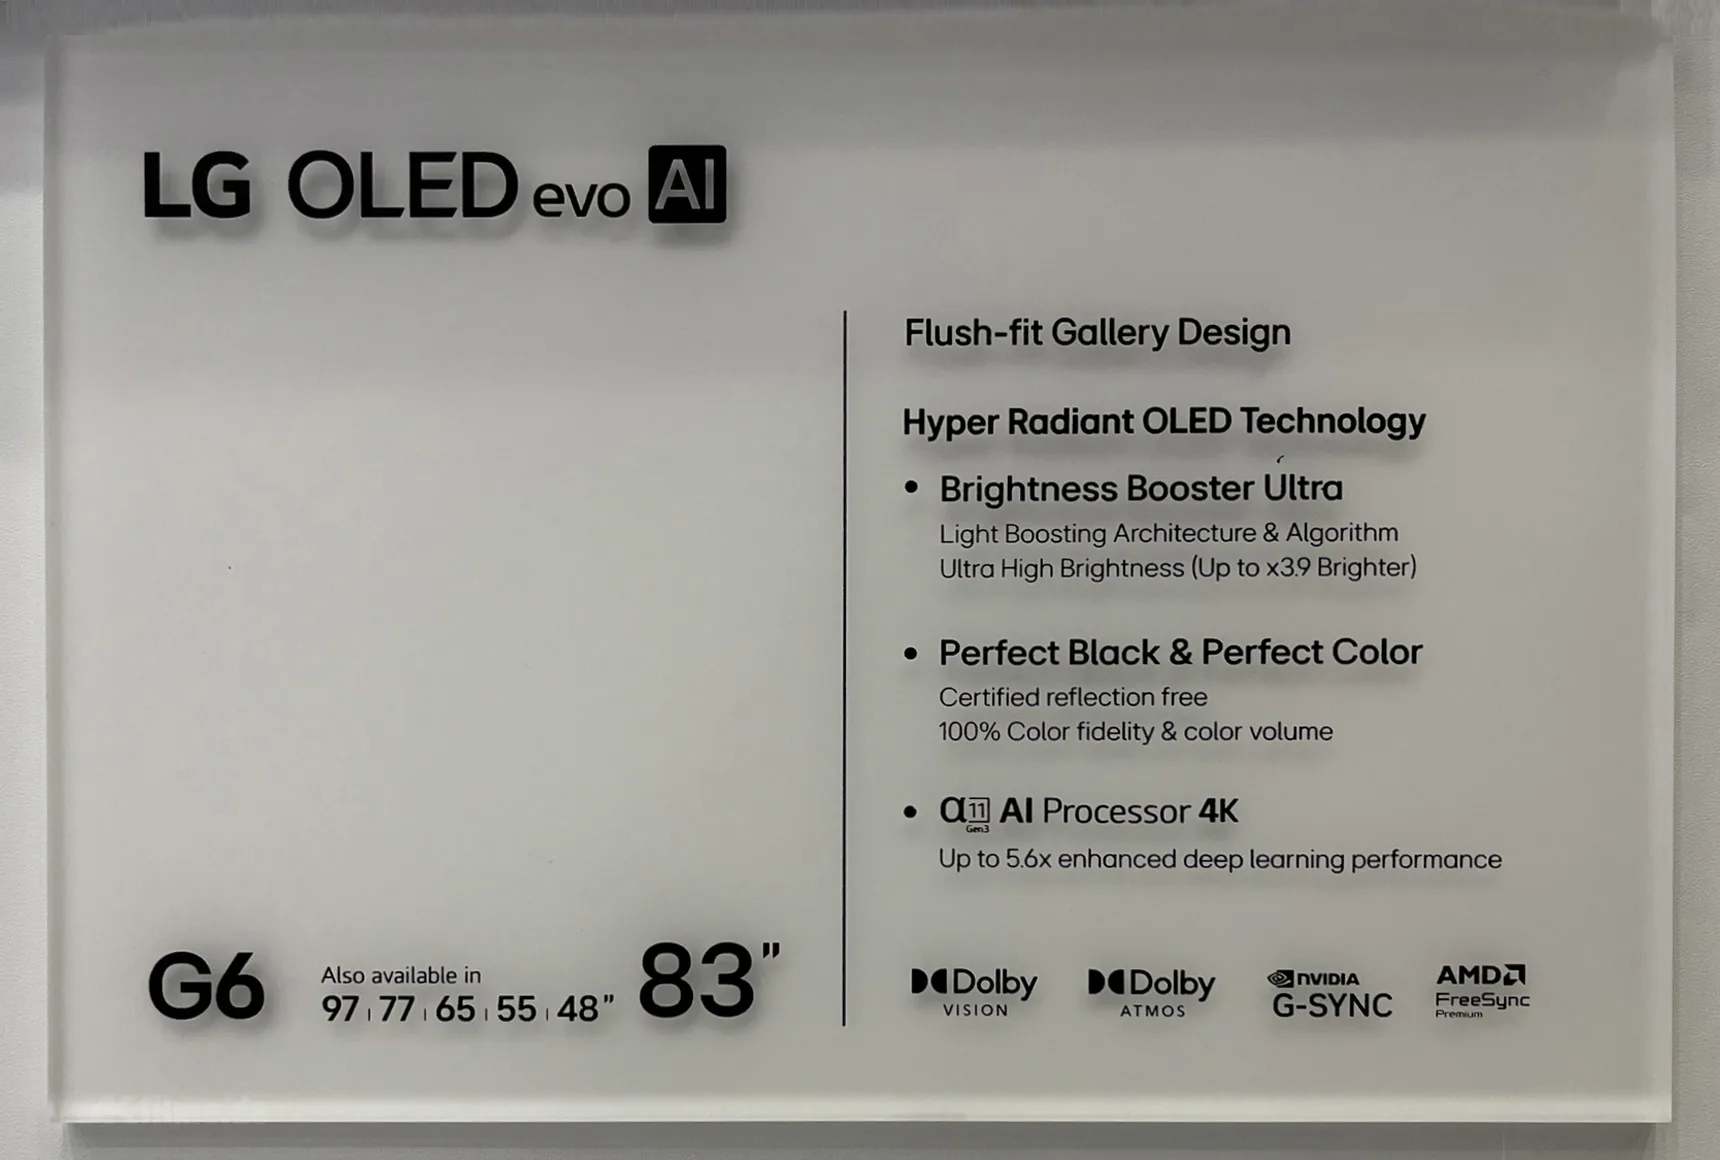 LG OLED evo AI
Flush-fit Gallery Design
Hyper Radiant OLED Technology
• Brightness Booster Ultra
Light Boosting Architecture & Algorithm
Ultra High Brightness (Up to x3.9 Brighter)
• Perfect Black & Perfect Color
Certified reflection free
100% Color fidelity & color volume
• α11 AI Processor 4K
Gen3
Up to 5.6x enhanced deep learning performance
G6
Also available in
97 | 77 | 65 | 55 | 48"
83"
Dolby
VISION
Dolby
ATMOS
NVIDIA
G-SYNC
AMD
FreeSync
Premium